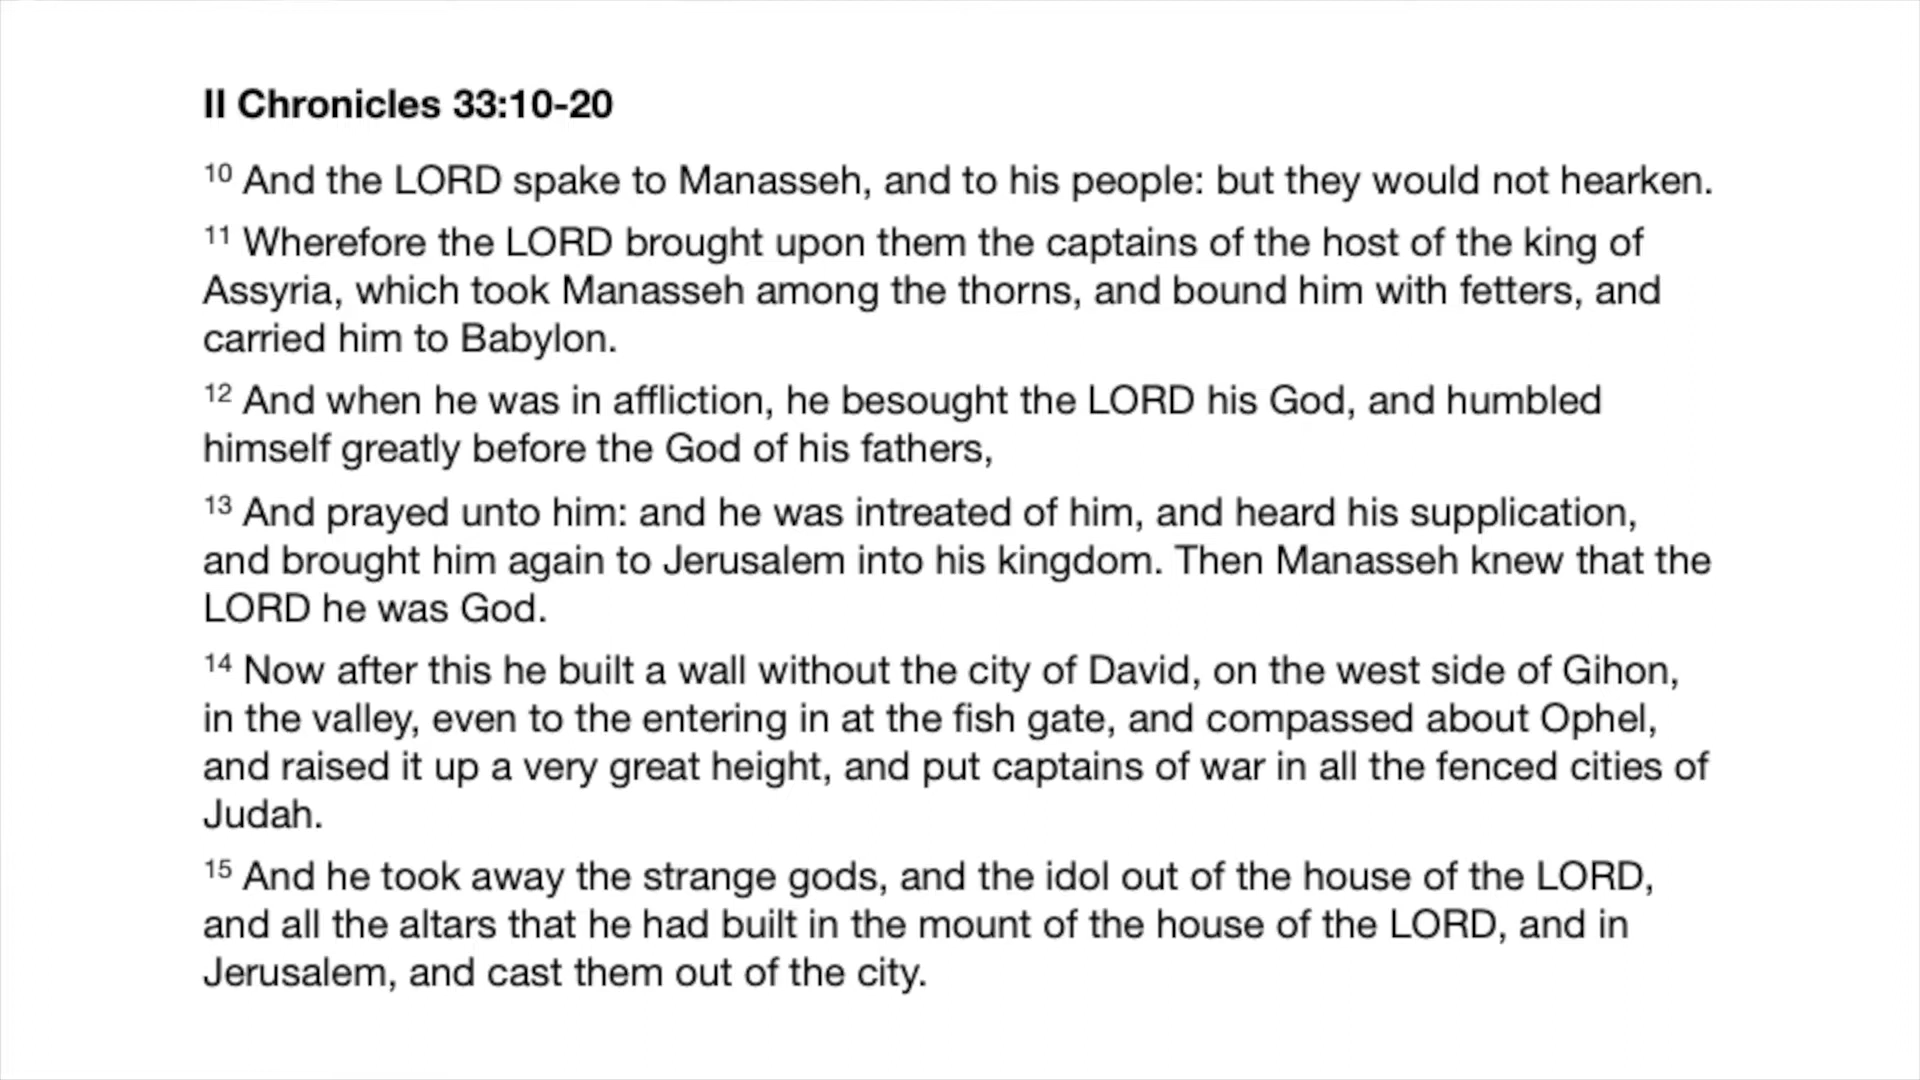 II Chronicles 33:10-20
10 And the LORD spake to Manasseh, and to his people: but they would not hearken.
11 Wherefore the LORD brought upon them the captains of the host of the king of
Assyria, which took Manasseh among the thorns, and bound him with fetters, and
carried him to Babylon.
12 And when he was in affliction, he besought the LORD his God, and humbled
himself greatly before the God of his fathers,
13 And prayed unto him: and he was intreated of him, and heard his supplication,
and brought him again to Jerusalem into his kingdom. Then Manasseh knew that the
LORD he was God.
14 Now after this he built a wall without the city of David, on the west side of Gihon,
in the valley, even to the entering in at the fish gate, and compassed about Ophel,
and raised it up a very great height, and put captains of war in all the fenced cities of
Judah.
15 And he took away the strange gods, and the idol out of the house of the LORD,
and all the altars that he had built in the mount of the house of the LORD, and in
Jerusalem, and cast them out of the city.